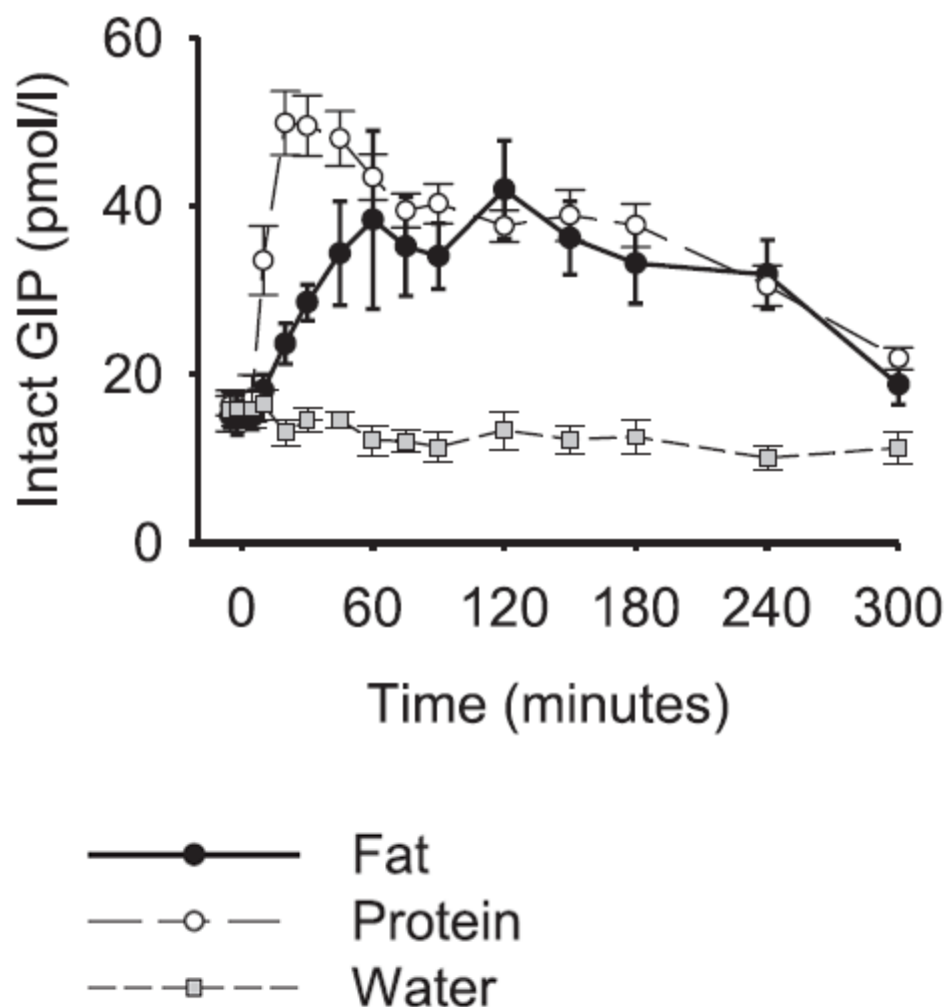 60
40
20
0
Intact GIP (pmol/l)
0 60 120 180 240 300
Time (minutes)
Fat
Protein
Water